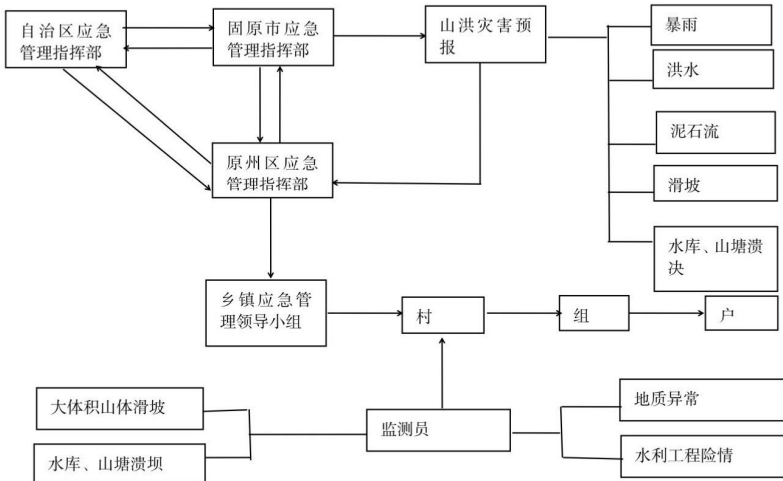 自治区应急
管理指挥部
固原市应急
管理指挥部
山洪灾害预
报
暴雨
洪水
泥石流
滑坡
水库、山塘溃
决
原州区应急
管理指挥部
乡镇应急管
理领导小组
村
组
户
大体积山体滑坡
水库、山塘溃坝
监测员
地质异常
水利工程险情